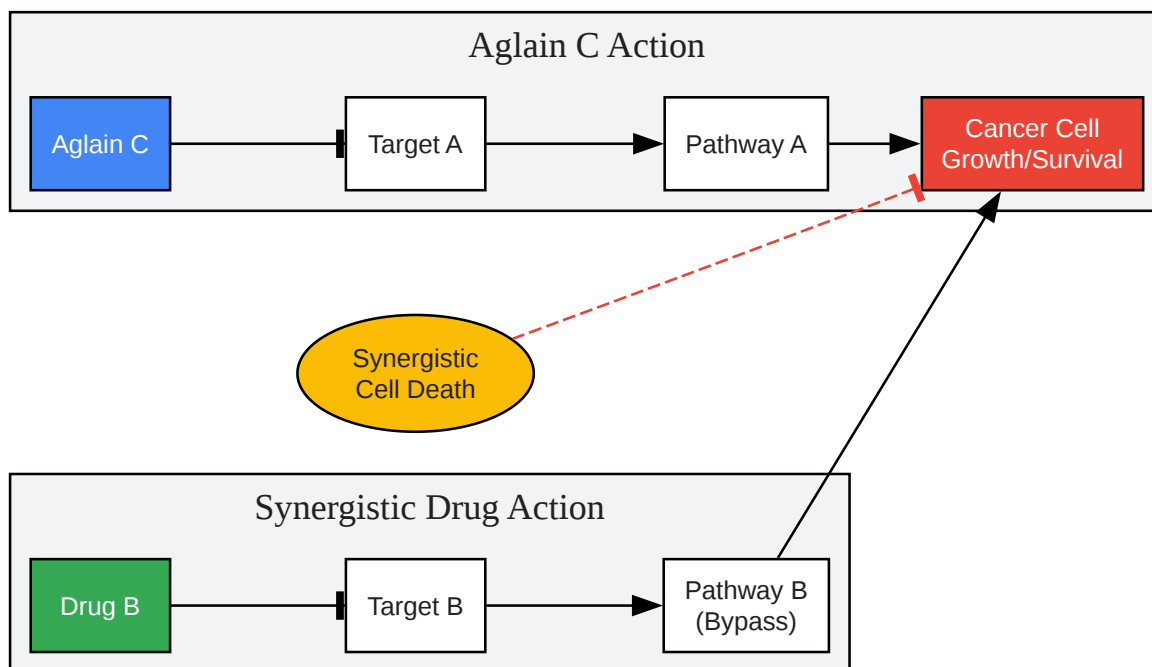 Aglain C Action
Aglain C
Target A
Pathway A
Cancer Cell
Growth/Survival
Synergistic
Cell Death
Synergistic Drug Action
Drug B
Target B
Pathway B
(Bypass)